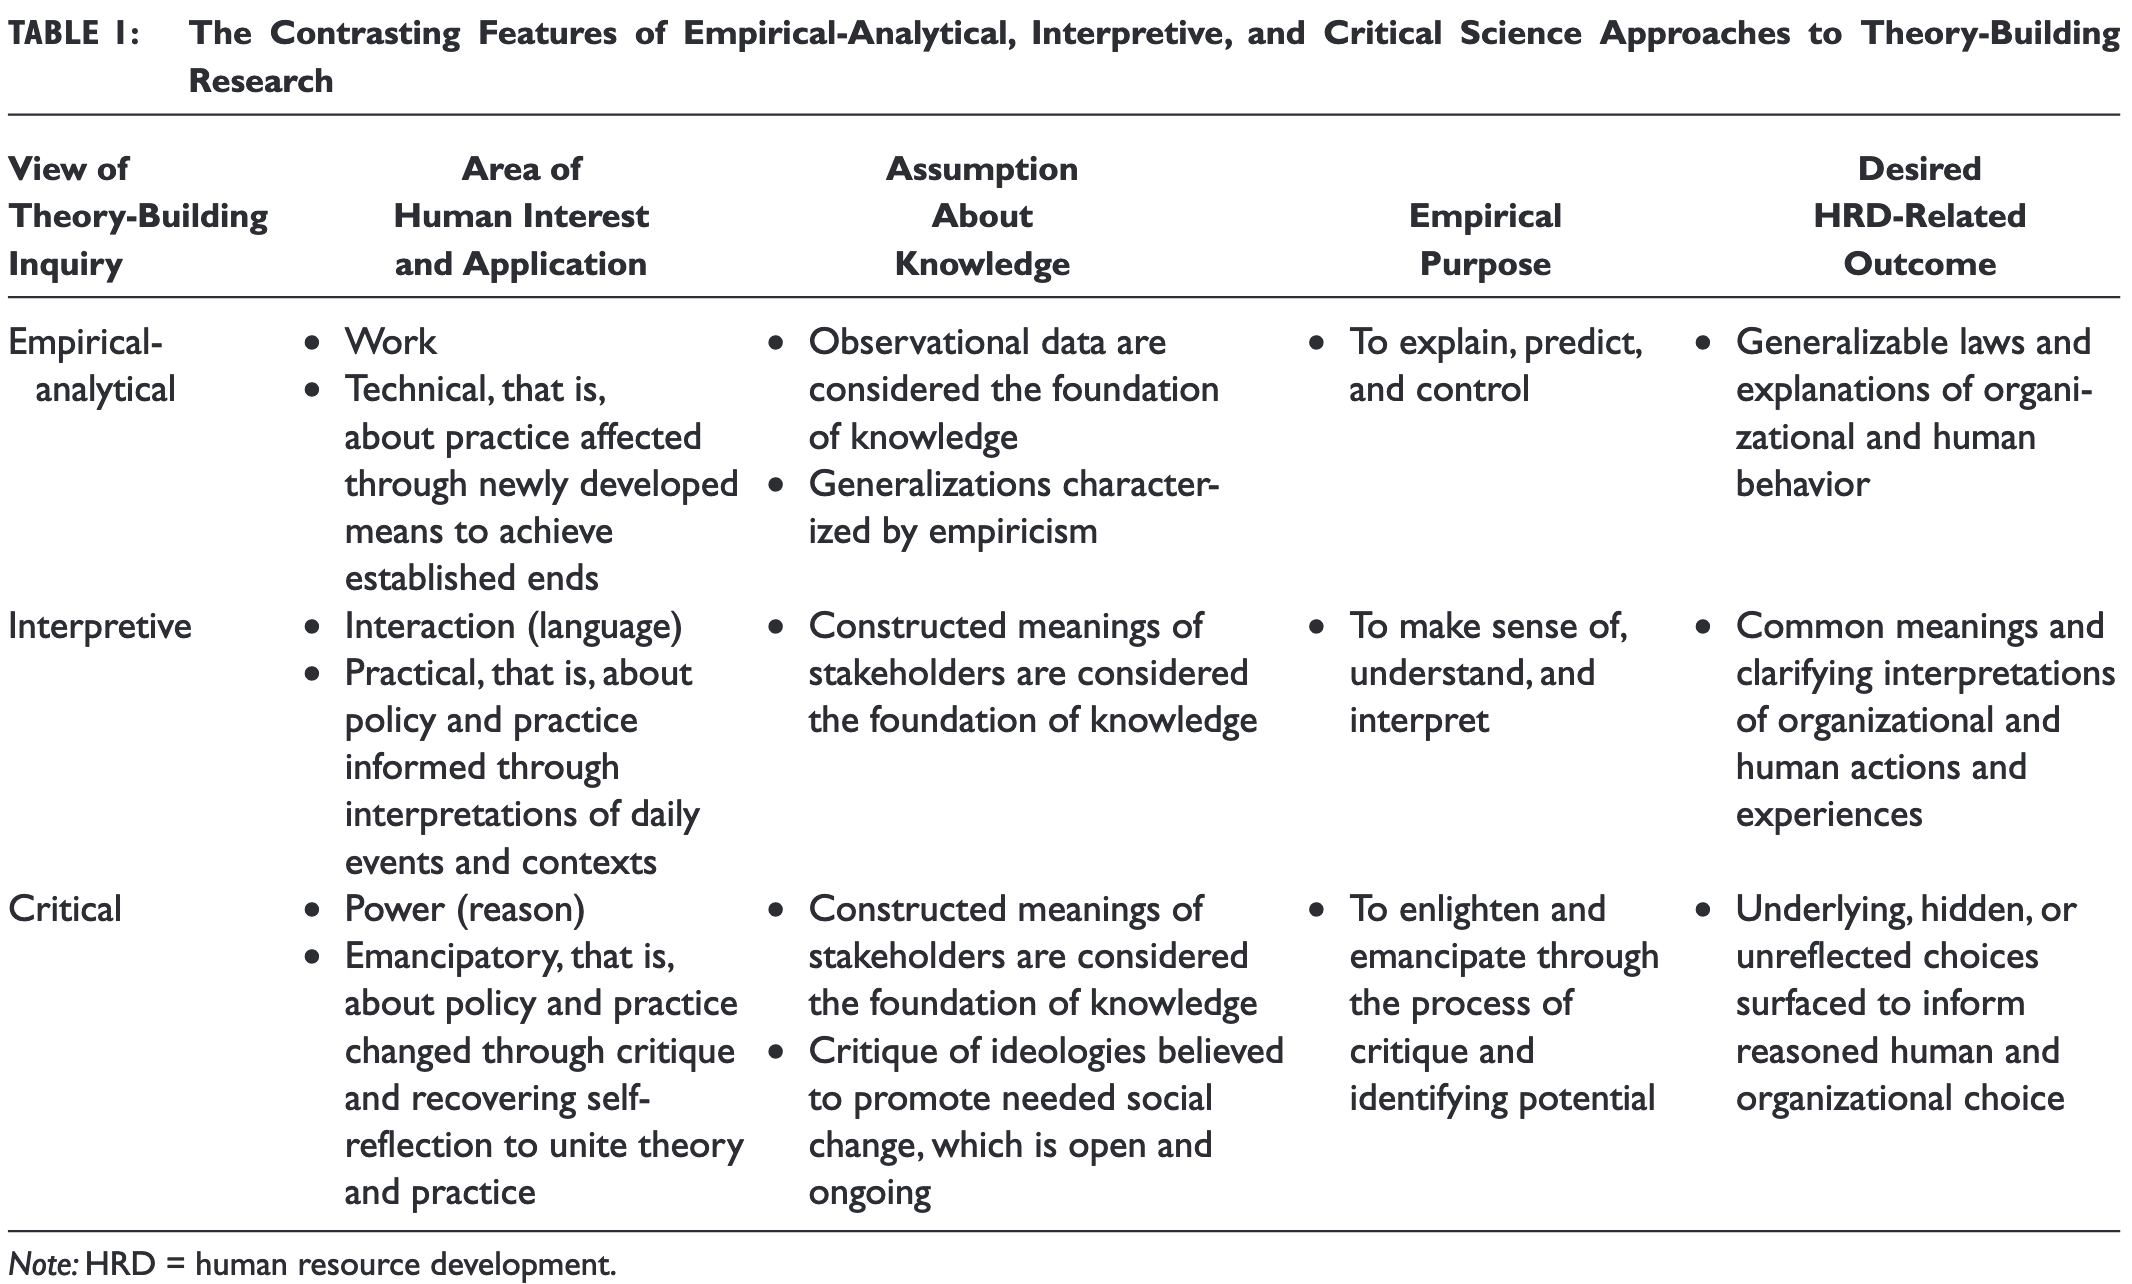 TABLE 1: The Contrasting Features of Empirical-Analytical, Interpretive, and Critical Science Approaches to Theory-Building
Research
View of
Theory-Building
Inquiry
Area of
Human Interest
and Application
Assumption
About
Knowledge
Empirical
Purpose
Desired
HRD-Related
Outcome
Empirical-
analytical
• Work
• Technical, that is,
about practice affected
through newly developed
means to achieve
established ends
• Observational data are
considered the foundation
of knowledge
• Generalizations character-
ized by empiricism
• To explain, predict,
and control
• Generalizable laws and
explanations of organi-
zational and human
behavior
Interpretive
• Interaction (language)
• Practical, that is, about
policy and practice
informed through
interpretations of daily
events and contexts
• Constructed meanings of
stakeholders are considered
the foundation of knowledge
• To make sense of,
understand, and
interpret
• Common meanings and
clarifying interpretations
of organizational and
human actions and
experiences
Critical
• Power (reason)
• Emancipatory, that is,
about policy and practice
changed through critique
and recovering self-
reflection to unite theory
and practice
• Constructed meanings of
stakeholders are considered
the foundation of knowledge
• Critique of ideologies believed
to promote needed social
change, which is open and
ongoing
• To enlighten and
emancipate through
the process of
critique and
identifying potential
• Underlying, hidden, or
unreflected choices
surfaced to inform
reasoned human and
organizational choice
Note: HRD = human resource development.